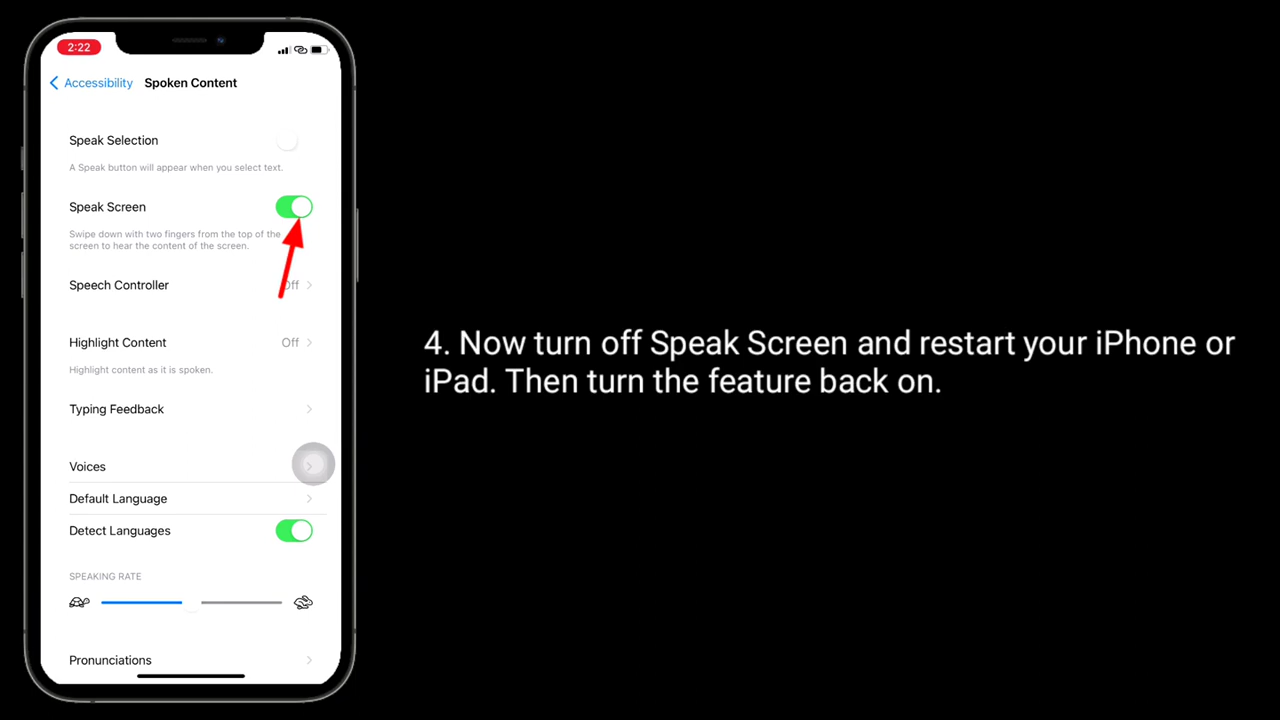 2:22
Accessibility Spoken Content
Speak Selection
A Speak button will appear when you select text.
Speak Screen
Swipe down with two fingers from the top of the
screen to hear the content of the screen.
Speech Controller Off
Highlight Content Off
Highlight content as it is spoken.
Typing Feedback
Voices
Default Language
Detect Languages
SPEAKING RATE
Pronunciations
4. Now turn off Speak Screen and restart your iPhone or
iPad. Then turn the feature back on.